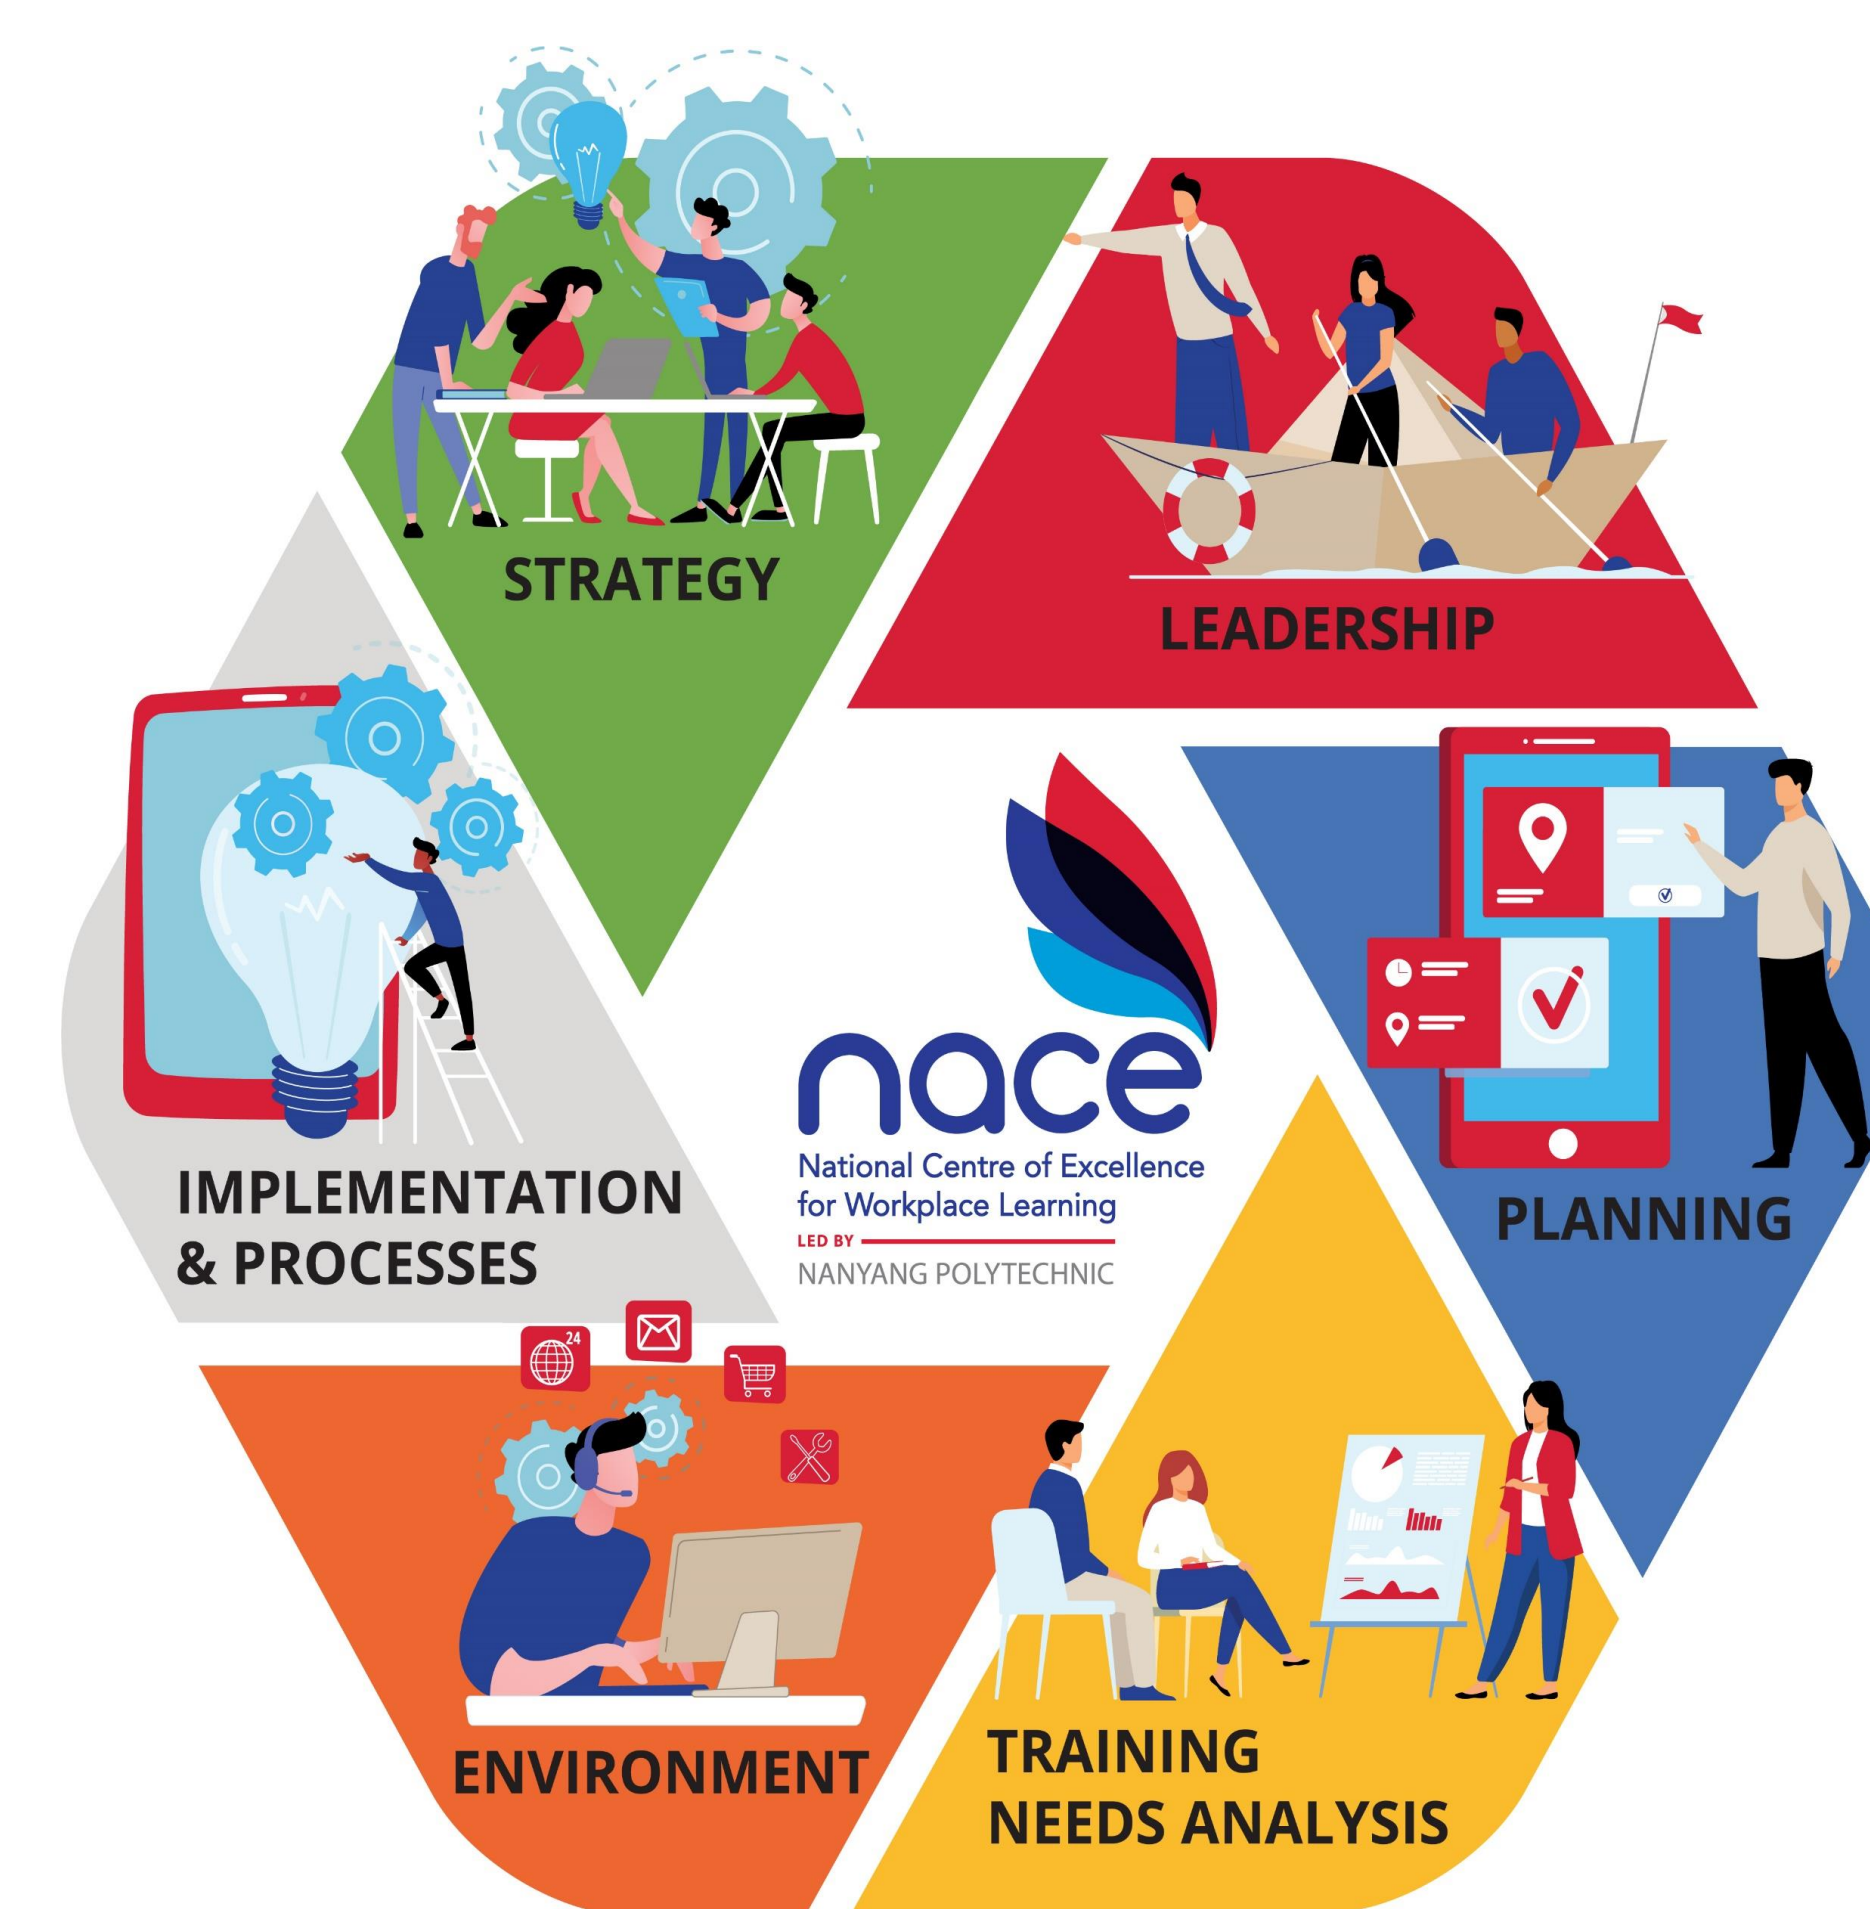 STRATEGY
LEADERSHIP
IMPLEMENTATION
& PROCESSES
nace
National Centre of Excellence
for Workplace Learning
LED BY
NANYANG POLYTECHNIC
PLANNING
24
ENVIRONMENT
TRAINING
NEEDS ANALYSIS